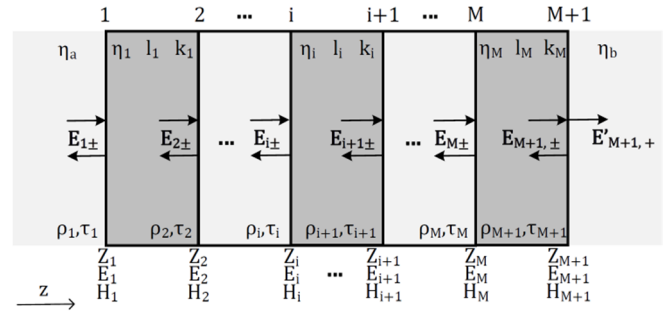 1 2 ... i i+1 ... M M+1
ηa η1 l1 k1 ηi li ki ηM lM kM ηb
E1± E2± ... Ei± Ei+1± ... EM± EM+1,± E'M+1,+
ρ1,τ1 ρ2,τ2 ρi,τi ρi+1,τi+1 ρM,τM ρM+1,τM+1
Z1 Z2 Zi Zi+1 ZM ZM+1
E1 E2 Ei ... Ei+1 EM EM+1
H1 H2 Hi Hi+1 HM HM+1
z